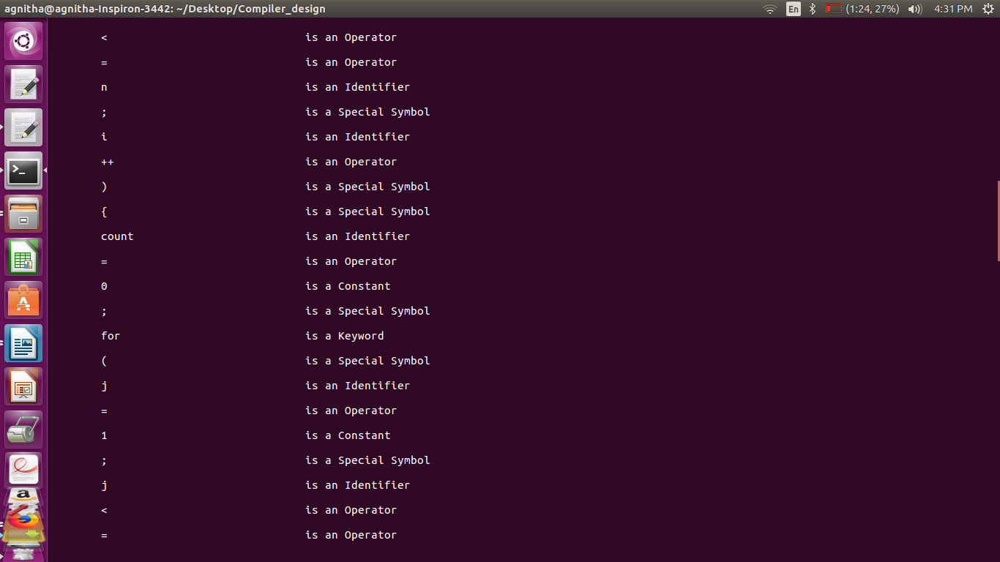 agnitha@agnitha-Inspiron-3442: ~/Desktop/Compiler_design En (1:24, 27%) 4:31 PM
< is an Operator
= is an Operator
n is an Identifier
; is a Special Symbol
i is an Identifier
++ is an Operator
) is a Special Symbol
{ is a Special Symbol
count is an Identifier
= is an Operator
0 is a Constant
; is a Special Symbol
for is a Keyword
( is a Special Symbol
j is an Identifier
= is an Operator
1 is a Constant
; is a Special Symbol
j is an Identifier
< is an Operator
= is an Operator